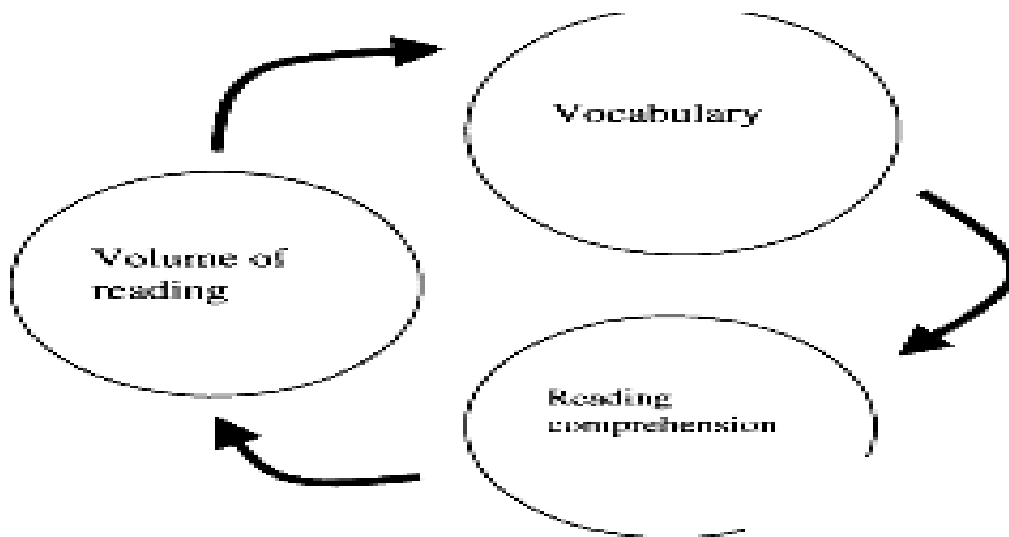 Vocabulary
Volume of
reading
Reading
comprehension